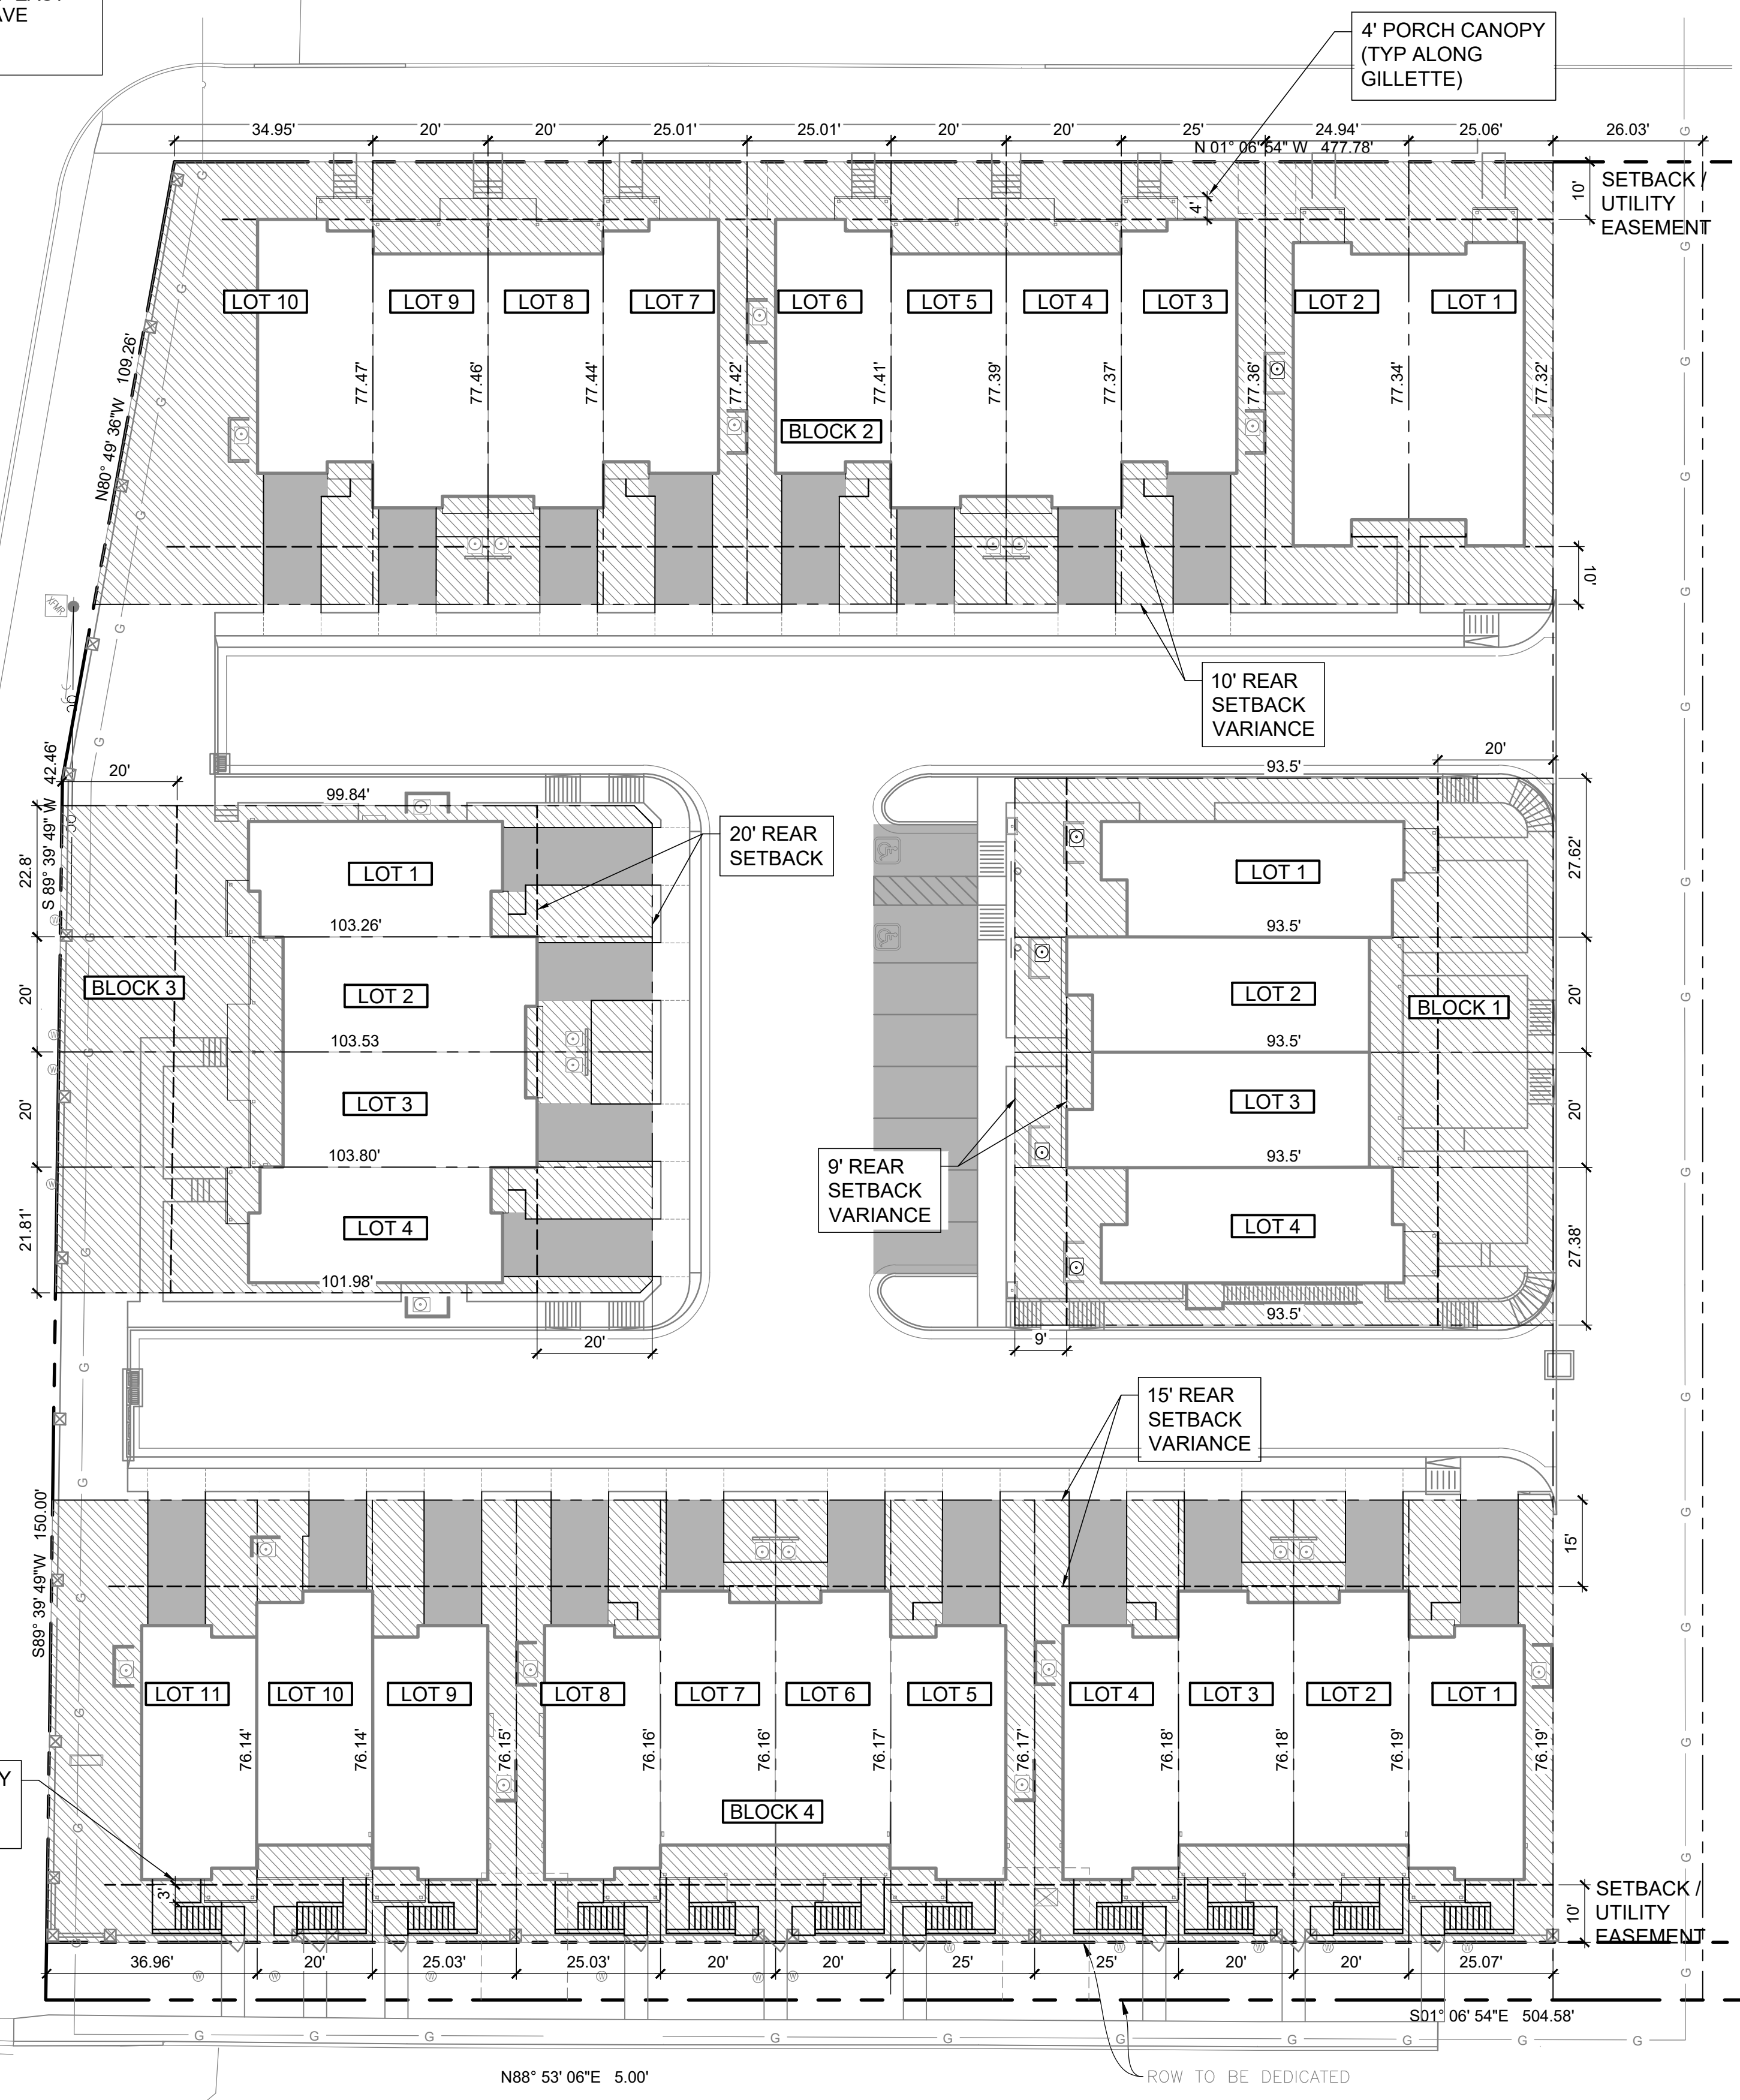 AVE
4' PORCH CANOPY
(TYP ALONG
GILLETTE)
34.95' 20' 20' 25.01' 25.01' 20' 20' 25' 24.94' 25.06' 26.03'
N 01° 06' 54" W 477.78'
10'
SETBACK /
UTILITY
EASEMENT
4'
LOT 10 LOT 9 LOT 8 LOT 7 LOT 6 LOT 5 LOT 4 LOT 3 LOT 2 LOT 1
N80° 49' 36"W 109.26'
77.47' 77.46' 77.44' 77.42' 77.41' 77.39' 77.37' 77.36' 77.34' 77.32'
BLOCK 2
10'
XFMR
10' REAR
SETBACK
VARIANCE
S 89° 39' 49" W 42.46'
20'
99.84'
93.5'
20'
22.8'
LOT 1
20' REAR
SETBACK
LOT 1
27.62'
103.26'
93.5'
20'
BLOCK 3
LOT 2
LOT 2
BLOCK 1
20'
103.53
93.5'
20'
LOT 3
LOT 3
20'
103.80'
93.5'
9' REAR
SETBACK
VARIANCE
21.81'
LOT 4
LOT 4
27.38'
101.98'
93.5'
20'
9'
15' REAR
SETBACK
VARIANCE
S89° 39' 49"W 150.00'
15'
LOT 11 LOT 10 LOT 9 LOT 8 LOT 7 LOT 6 LOT 5 LOT 4 LOT 3 LOT 2 LOT 1
76.14' 76.14' 76.15' 76.16' 76.16' 76.17' 76.17' 76.18' 76.18' 76.19' 76.19'
BLOCK 4
Y
3'
10'
SETBACK /
UTILITY
EASEMENT
36.96' 20' 25.03' 25.03' 20' 20' 25' 25' 20' 20' 25.07'
S01° 06' 54"E 504.58'
N88° 53' 06"E 5.00'
ROW TO BE DEDICATED